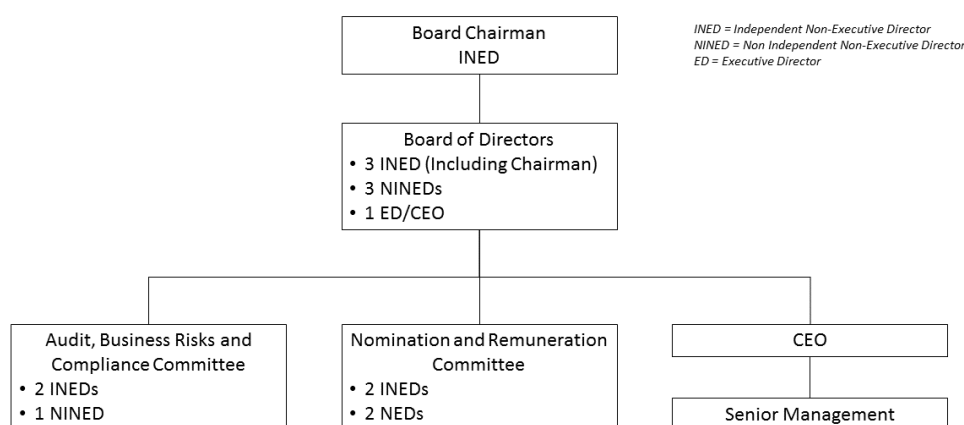 Board Chairman
INED
INED = Independent Non-Executive Director
NINED = Non Independent Non-Executive Director
ED = Executive Director
Board of Directors
• 3 INED (Including Chairman)
• 3 NINEDs
• 1 ED/CEO
Audit, Business Risks and
Compliance Committee
• 2 INEDs
• 1 NINED
Nomination and Remuneration
Committee
• 2 INEDs
• 2 NEDs
CEO
Senior Management